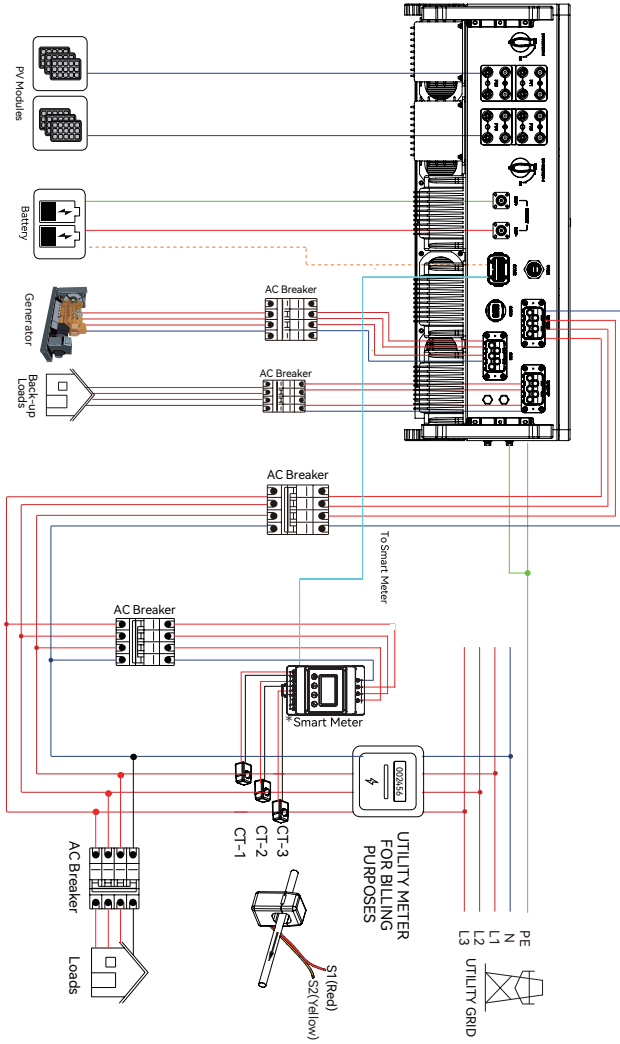 PV Modules
Battery
Generator
Back-up
Loads
AC Breaker
AC Breaker
AC Breaker
To Smart Meter
AC Breaker
* Smart Meter
CT-1
CT-2
CT-3
002456
UTILITY METER
FOR BILLING
PURPOSES
PE
N
L1
L2
L3
UTILITY GRID
AC Breaker
Loads
S1(Red)
S2(Yellow)